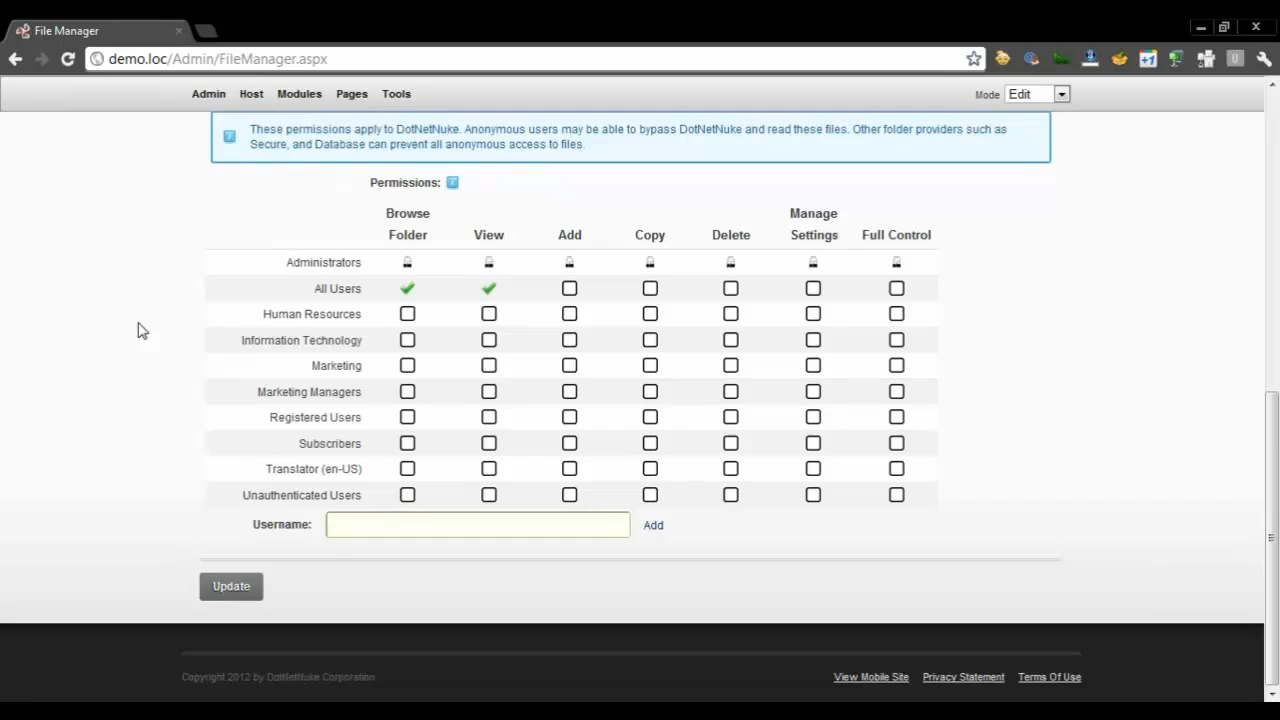 File Manager
demo.loc/Admin/FileManager.aspx
+1
Admin Host Modules Pages Tools
Mode Edit
These permissions apply to DotNetNuke. Anonymous users may be able to bypass DotNetNuke and read these files. Other folder providers such as
Secure, and Database can prevent all anonymous access to files.
Permissions:
Browse Folder View Add Copy Delete Manage Settings Full Control
Administrators
All Users
Human Resources
Information Technology
Marketing
Marketing Managers
Registered Users
Subscribers
Translator (en-US)
Unauthenticated Users
Username: Add
Update
Copyright 2012 by DotNetNuke Corporation
View Mobile Site Privacy Statement Terms Of Use